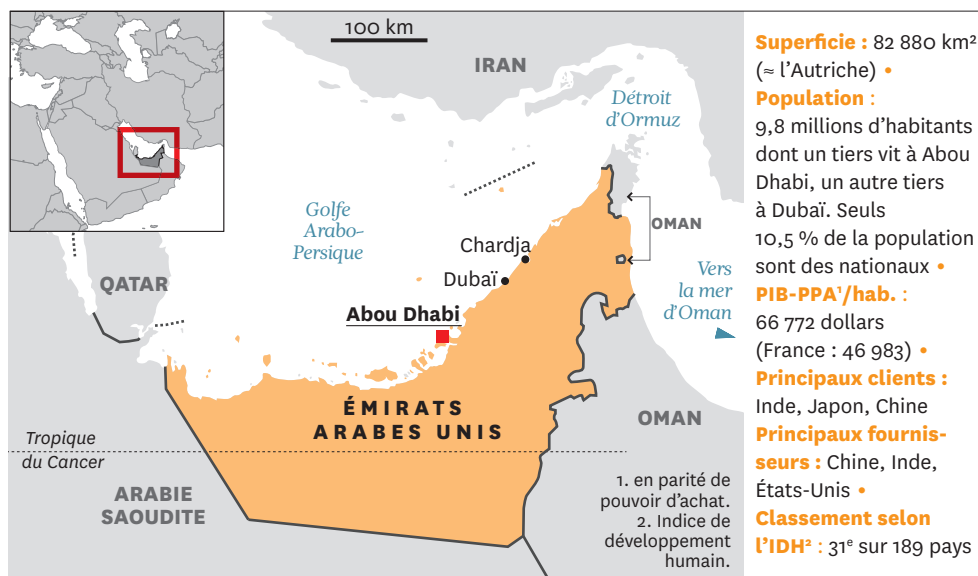 100 km
IRAN
Détroit
d'Ormuz
Golfe
Arabo-
Persique
OMAN
Chardja
QATAR
Dubaï
Vers
la mer
d'Oman
Abou Dhabi
ÉMIRATS
ARABES UNIS
OMAN
Tropique
du Cancer
ARABIE
SAOUDITE
1. en parité de
pouvoir d'achat.
2. Indice de
développement
humain.
Superficie : 82 880 km²
(≈ l'Autriche) •
Population :
9,8 millions d'habitants
dont un tiers vit à Abou
Dhabi, un autre tiers
à Dubaï. Seuls
10,5 % de la population
sont des nationaux •
PIB-PPA¹/hab. :
66 772 dollars
(France : 46 983) •
Principaux clients :
Inde, Japon, Chine
Principaux fournis-
seurs : Chine, Inde,
États-Unis •
Classement selon
l'IDH² : 31e sur 189 pays